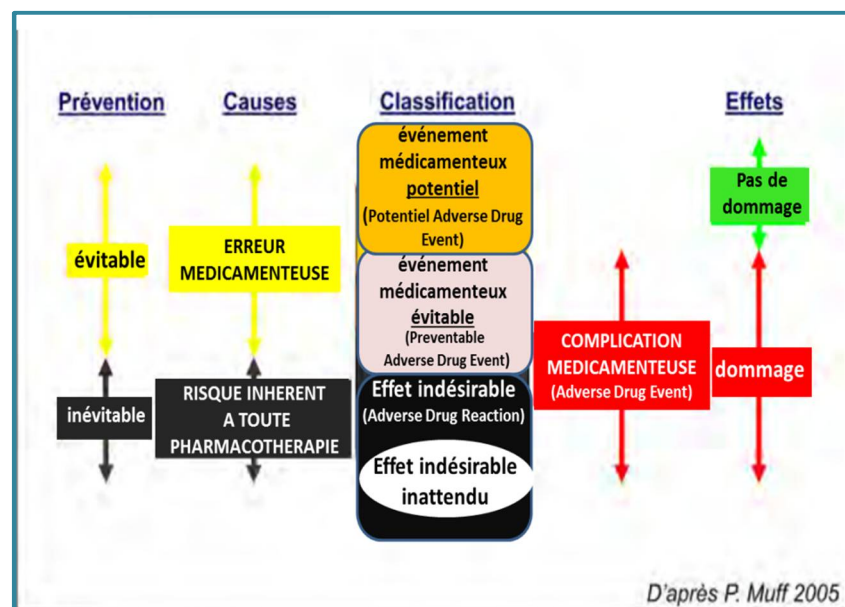 Prévention
Causes
Classification
Effets
événement
médicamenteux
potentiel
(Potentiel Adverse Drug
Event)
Pas de
dommage
évitable
ERREUR
MEDICAMENTEUSE
événement
médicamenteux
évitable
(Preventable
Adverse Drug Event)
COMPLICATION
MEDICAMENTEUSE
(Adverse Drug Event)
dommage
inévitable
RISQUE INHERENT
A TOUTE
PHARMACOTHERAPIE
Effet indésirable
(Adverse Drug Reaction)
Effet indésirable
inattendu
D'après P. Muff 2005